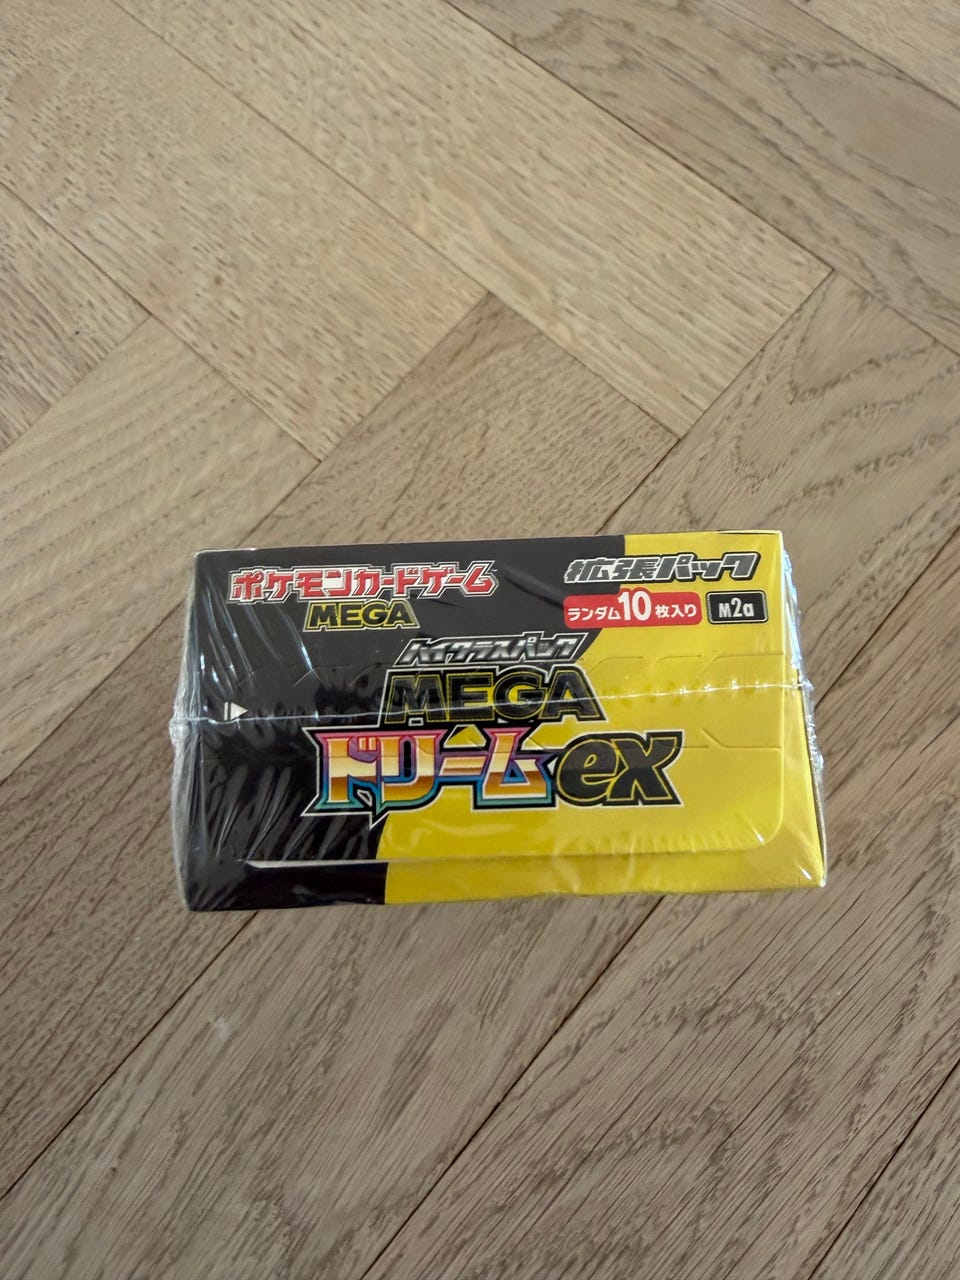 ポケモンカードゲーム
MEGA
拡張パック
ランダム10枚入り
M2a
ハイクラスパック
MEGA
ドリームex